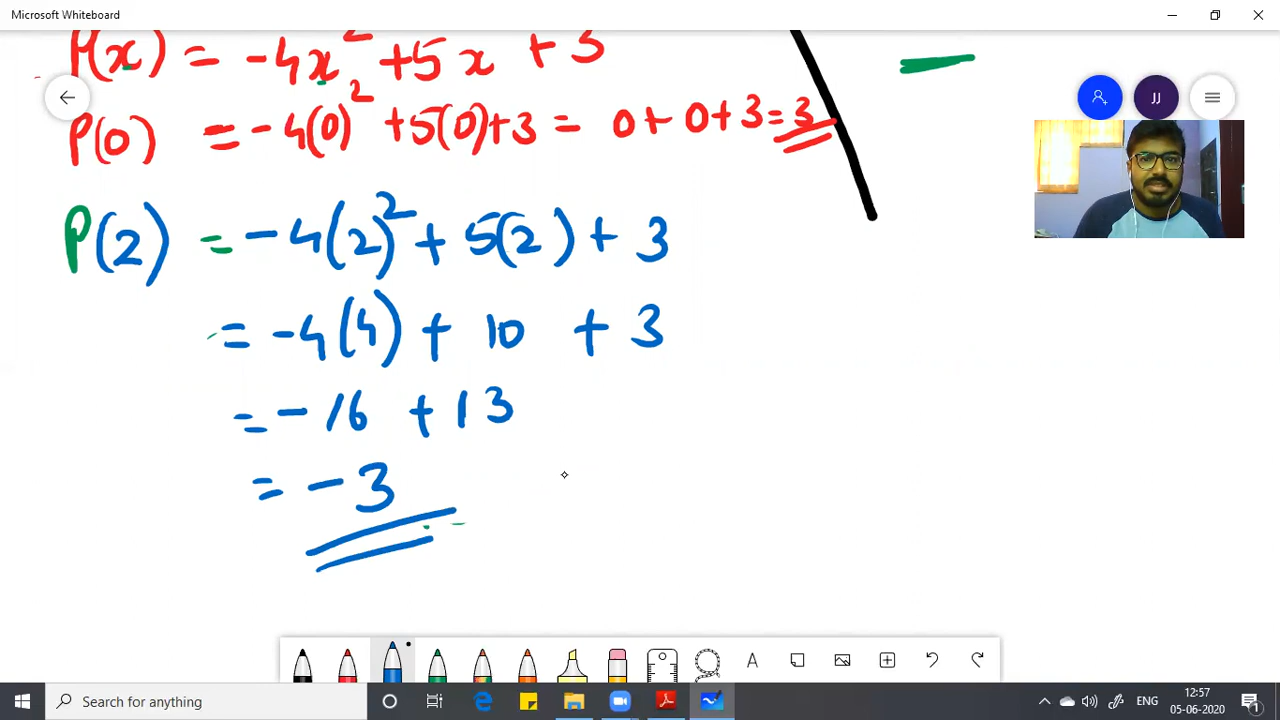 Microsoft Whiteboard
P(x) = -4x² +5x +3
P(0) = -4(0)² +5(0)+3 = 0+0+3=3
JJ
P(2) = -4(2)² + 5(2) + 3
= -4(4) + 10 + 3
= -16 +13
= -3
A
Search for anything
ENG
12:57
05-06-2020
1